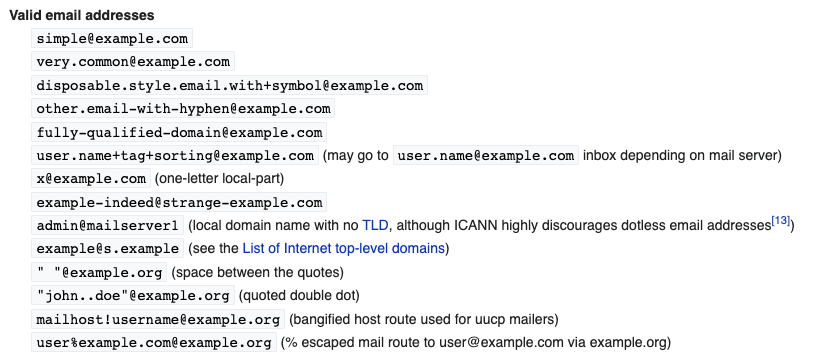 Valid email addresses
simple@example.com
very.common@example.com
disposable.style.email.with+symbol@example.com
other.email-with-hyphen@example.com
fully-qualified-domain@example.com
user.name+tag+sorting@example.com (may go to user.name@example.com inbox depending on mail server)
x@example.com (one-letter local-part)
example-indeed@strange-example.com
admin@mailserver1 (local domain name with no TLD, although ICANN highly discourages dotless email addresses[13])
example@s.example (see the List of Internet top-level domains)
" "@example.org (space between the quotes)
"john..doe"@example.org (quoted double dot)
mailhost!username@example.org (bangified host route used for uucp mailers)
user%example.com@example.org (% escaped mail route to user@example.com via example.org)